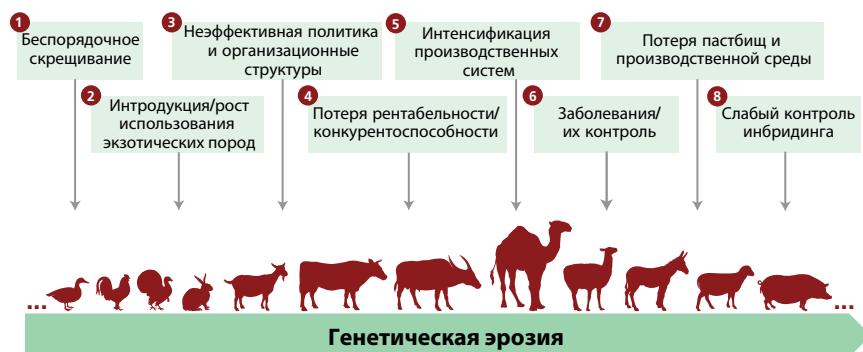 1
Беспорядочное
скрещивание
2
Интродукция/рост
использования
экзотических пород
3
Неэффективная политика
и организационные
структуры
4
Потеря рентабельности/
конкурентоспособности
5
Интенсификация
производственных
систем
6
Заболевания/
их контроль
7
Потеря пастбищ и
производственной среды
8
Слабый контроль
инбридинга
...
...
Генетическая эрозия